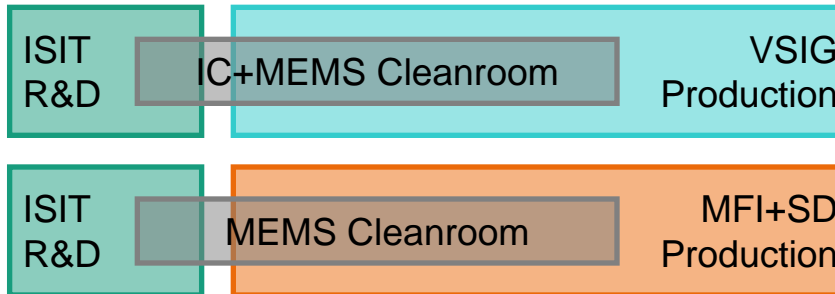 ISIT
R&D
IC+MEMS Cleanroom
VSIG
Production
ISIT
R&D
MEMS Cleanroom
MFI+SD
Production